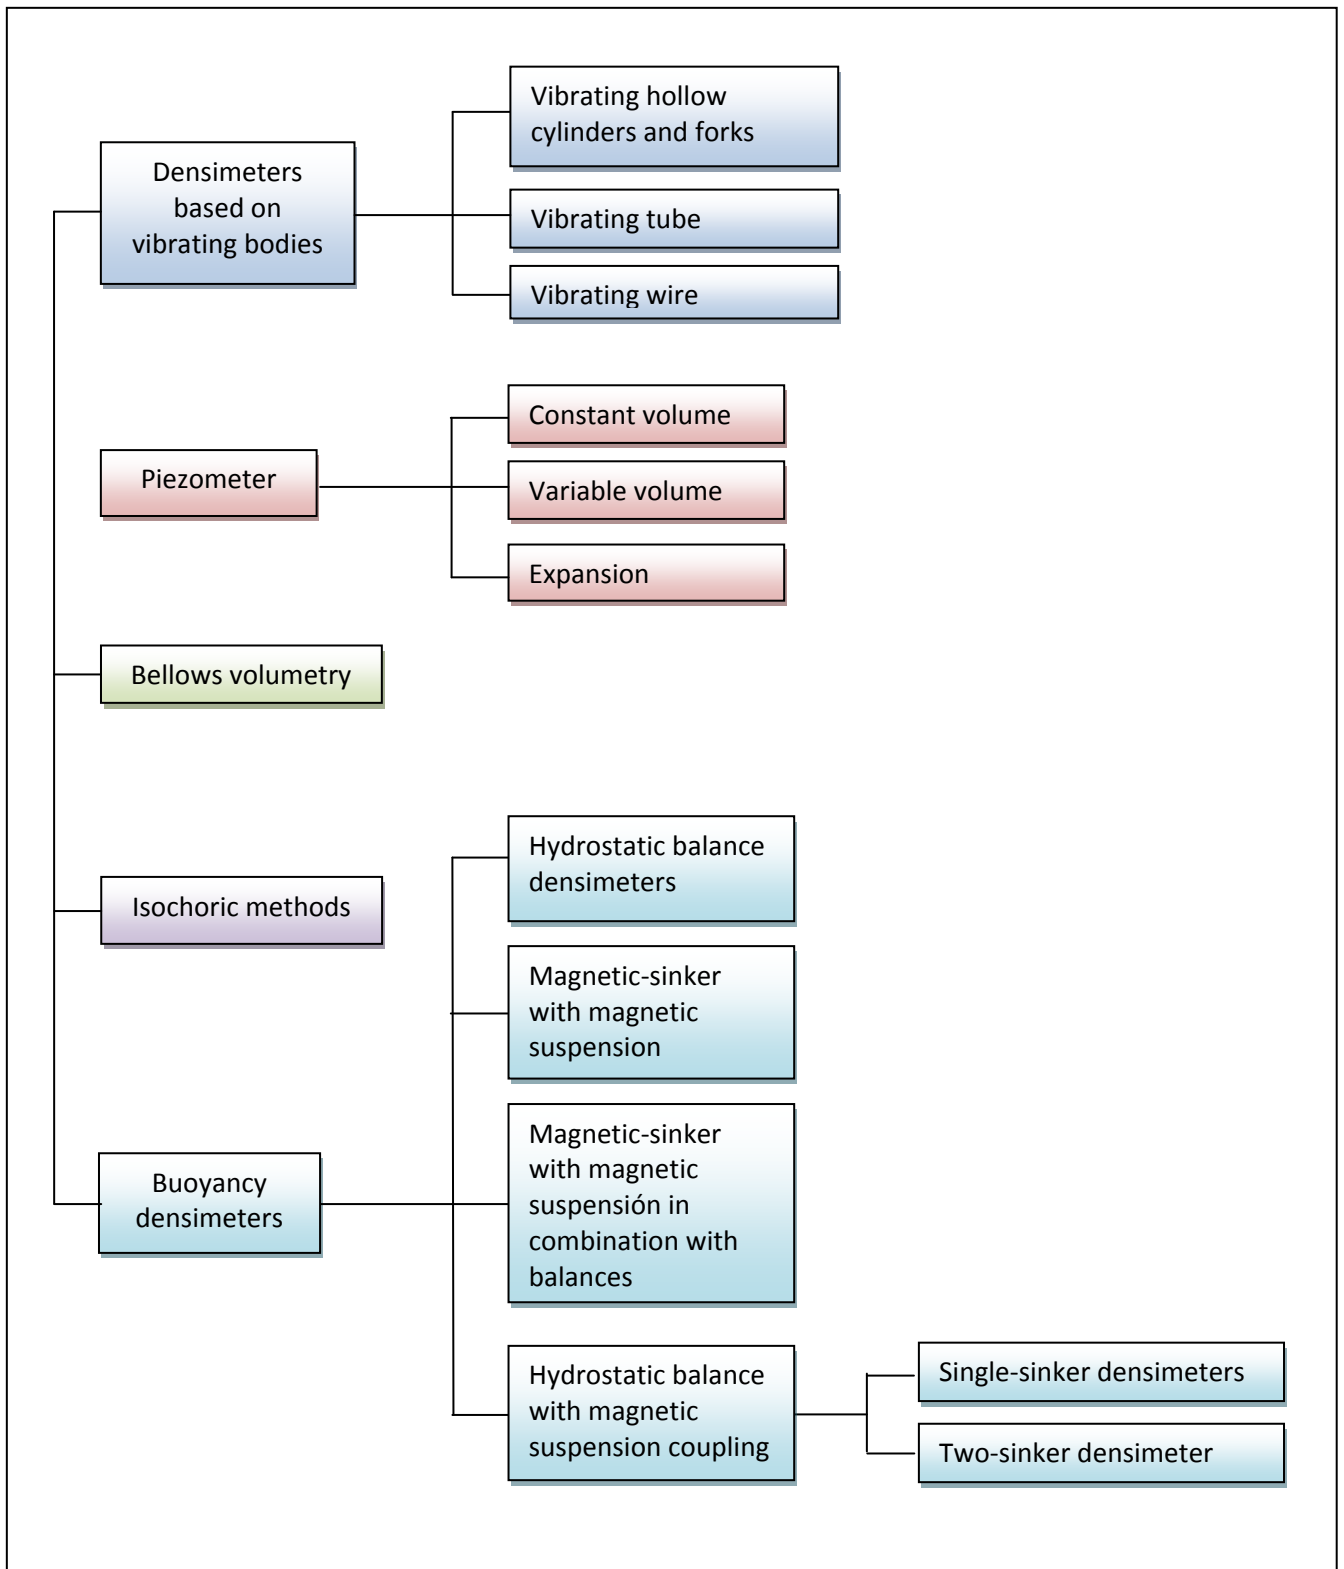 Vibrating hollow
cylinders and forks
Densimeters
based on
vibrating bodies
Vibrating tube
Vibrating wire
Constant volume
Piezometer
Variable volume
Expansion
Bellows volumetry
Hydrostatic balance
densimeters
Isochoric methods
Magnetic-sinker
with magnetic
suspension
Magnetic-sinker
with magnetic
suspensión in
combination with
balances
Buoyancy
densimeters
Hydrostatic balance
with magnetic
suspension coupling
Single-sinker densimeters
Two-sinker densimeter